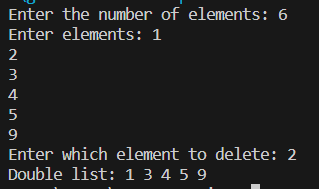 Enter the number of elements: 6
Enter elements: 1
2
3
4
5
9
Enter which element to delete: 2
Double list: 1 3 4 5 9